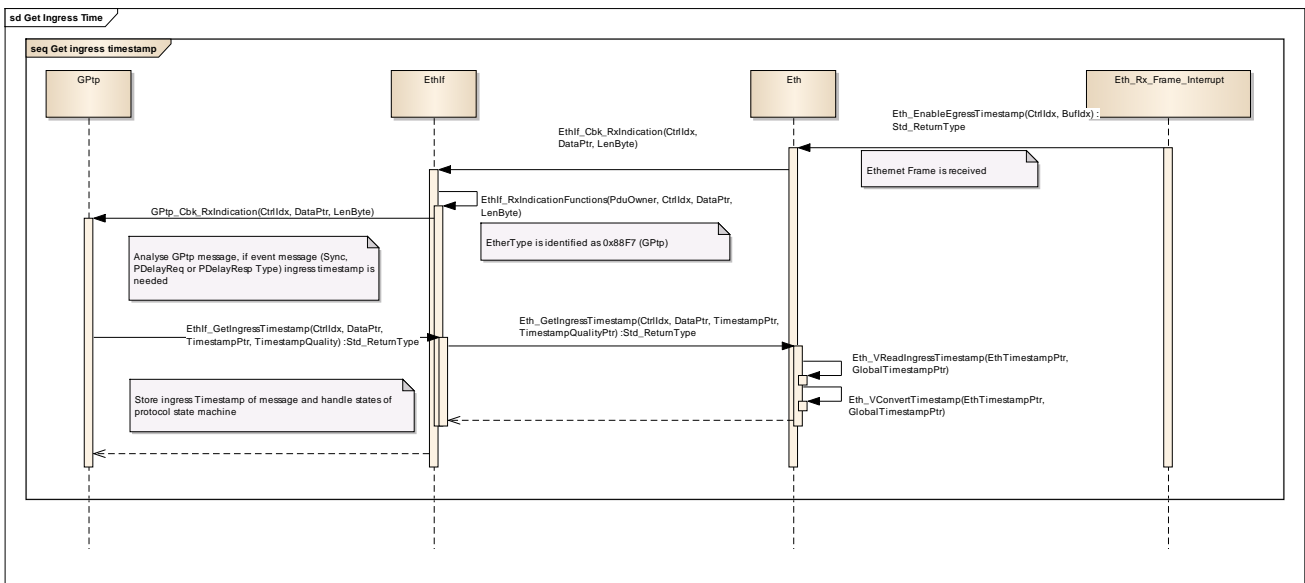 sd Get Ingress Time
seq Get ingress timestamp
GPtp
EthIf
Eth
Eth_Rx_Frame_Interrupt
Eth_EnableEgressTimestamp(CtrlIdx, BufIdx) :
Std_ReturnType
EthIf_Cbk_RxIndication(CtrlIdx,
DataPtr, LenByte)
Ethernet Frame is received
EthIf_RxIndicationFunctions(PduOwner, CtrlIdx, DataPtr,
LenByte)
GPtp_Cbk_RxIndication(CtrlIdx, DataPtr, LenByte)
EtherType is identified as 0x88F7 (GPtp)
Analyse GPtp message, if event message (Sync,
PDelayReq or PDelayResp Type) ingress timestamp is
needed
EthIf_GetIngressTimestamp(CtrlIdx, DataPtr,
TimestampPtr, TimestampQuality) :Std_ReturnType
Eth_GetIngressTimestamp(CtrlIdx, DataPtr, TimestampPtr,
TimestampQualityPtr) :Std_ReturnType
Eth_VReadIngressTimestamp(EthTimestampPtr,
GlobalTimestampPtr)
Eth_VConvertTimestamp(EthTimestampPtr,
GlobalTimestampPtr)
Store ingress Timestamp of message and handle states of
protocol state machine